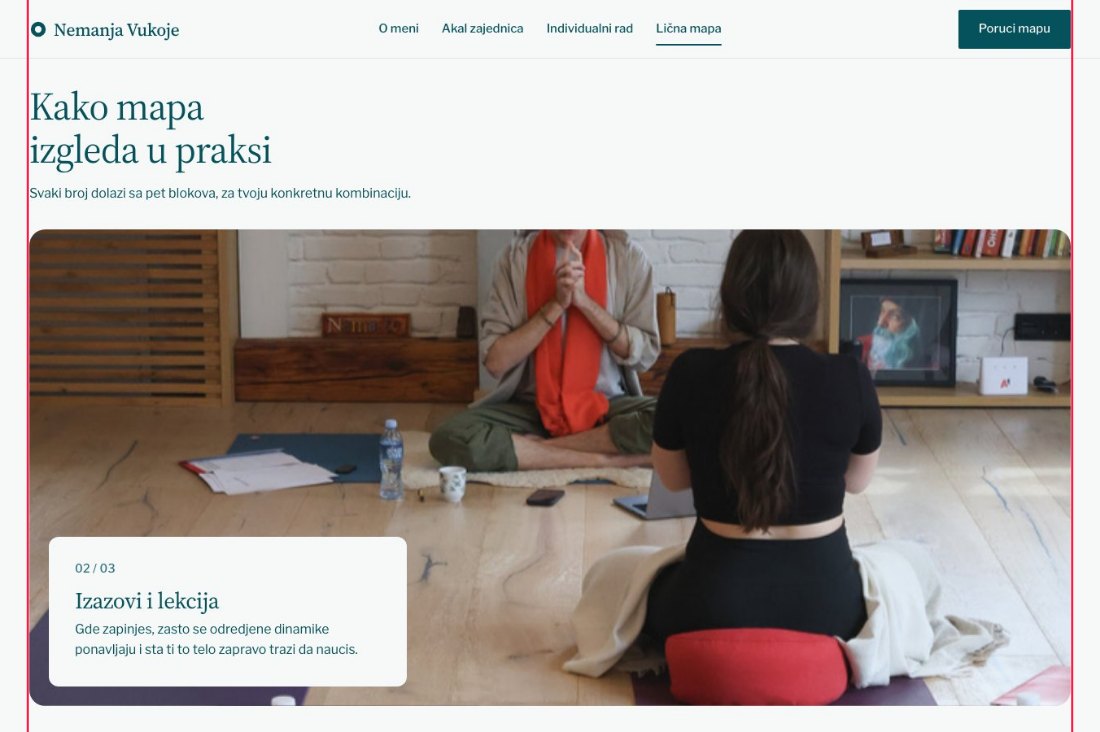 Nemanja Vukoje
O meni
Akal zajednica
Individualni rad
Lična mapa
Poruci mapu
Kako mapa
izgleda u praksi
Svaki broj dolazi sa pet blokova, za tvoju konkretnu kombinaciju.
02 / 03
Izazovi i lekcija
Gde zapinjes, zasto se odredjene dinamike
ponavljaju i sta ti to telo zapravo trazi da naucis.